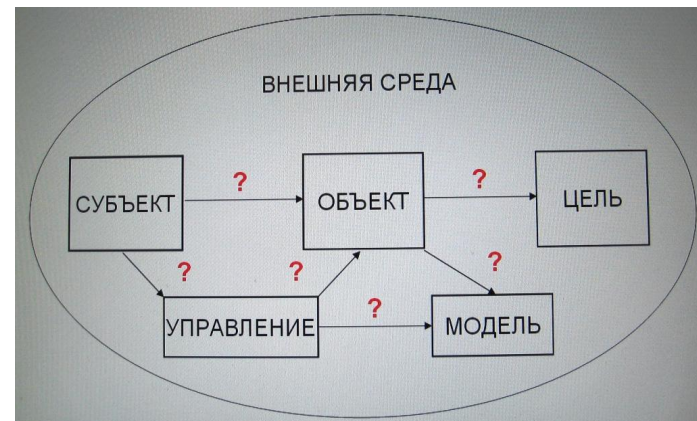 ВНЕШНЯЯ СРЕДА
СУБЪЕКТ
?
ОБЪЕКТ
?
ЦЕЛЬ
?
?
?
УПРАВЛЕНИЕ
?
МОДЕЛЬ